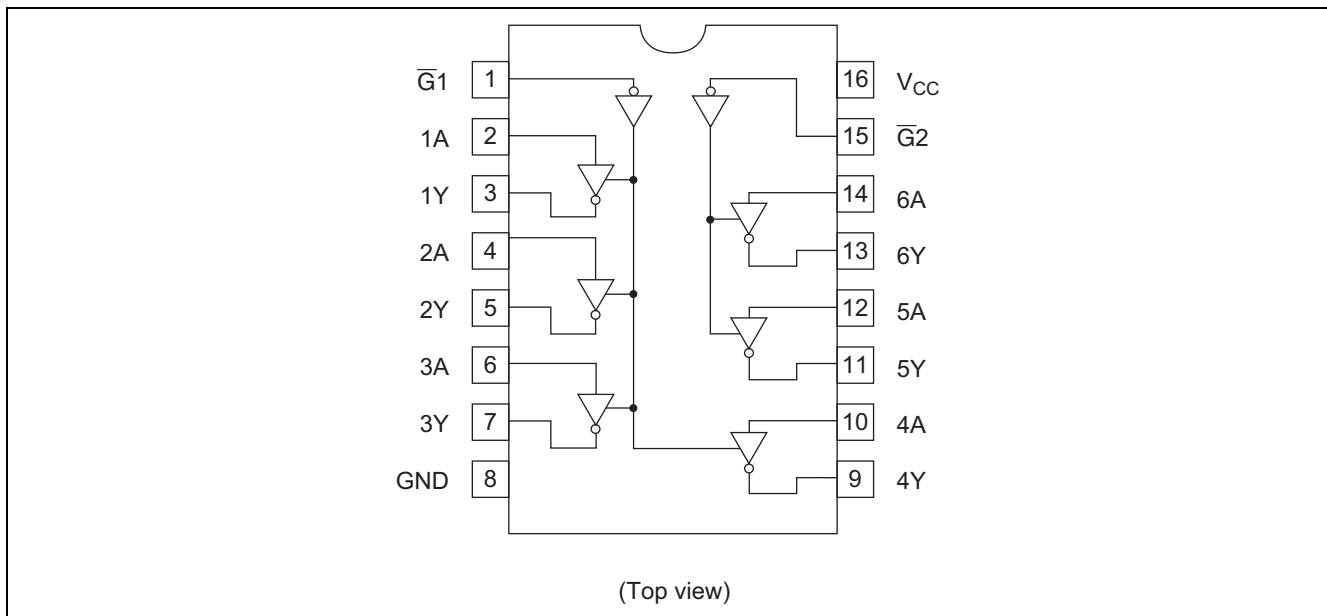 G̅1 1 16 V_CC
1A 2 15 G̅2
1Y 3 14 6A
2A 4 13 6Y
2Y 5 12 5A
3A 6 11 5Y
3Y 7 10 4A
GND 8 9 4Y
(Top view)